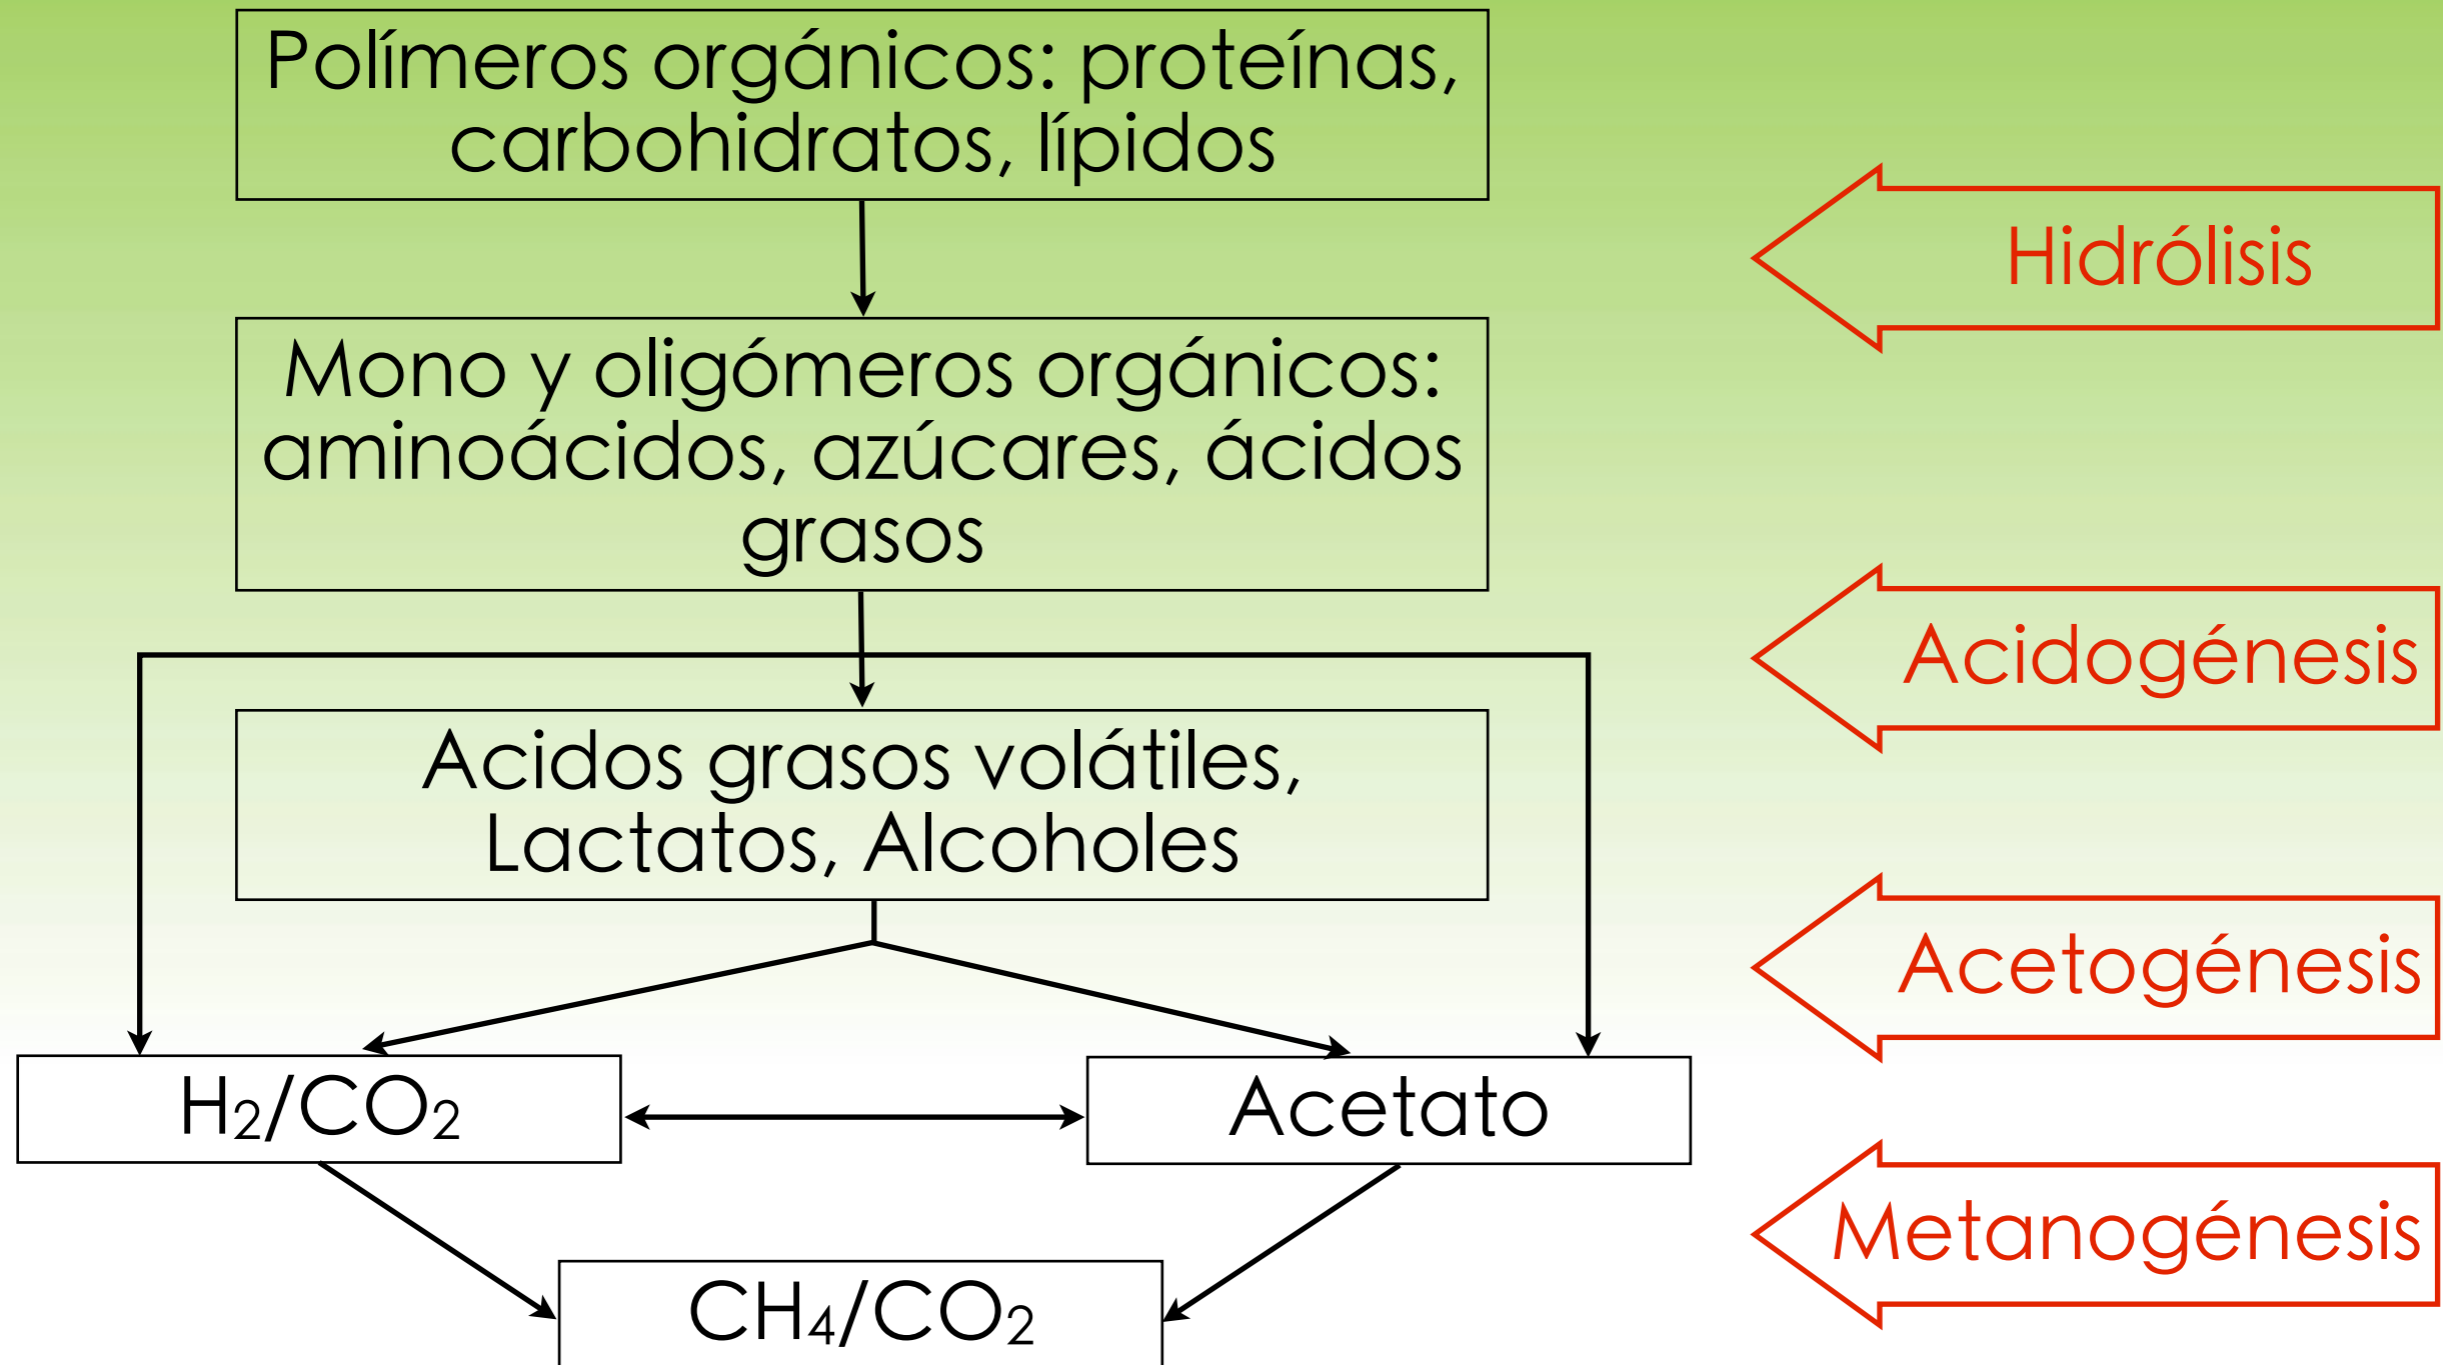 Polímeros orgánicos: proteínas,
carbohidratos, lípidos
Hidrólisis
Mono y oligómeros orgánicos:
aminoácidos, azúcares, ácidos
grasos
Acidogénesis
Acidos grasos volátiles,
Lactatos, Alcoholes
Acetogénesis
H₂/CO₂
Acetato
Metanogénesis
CH₄/CO₂